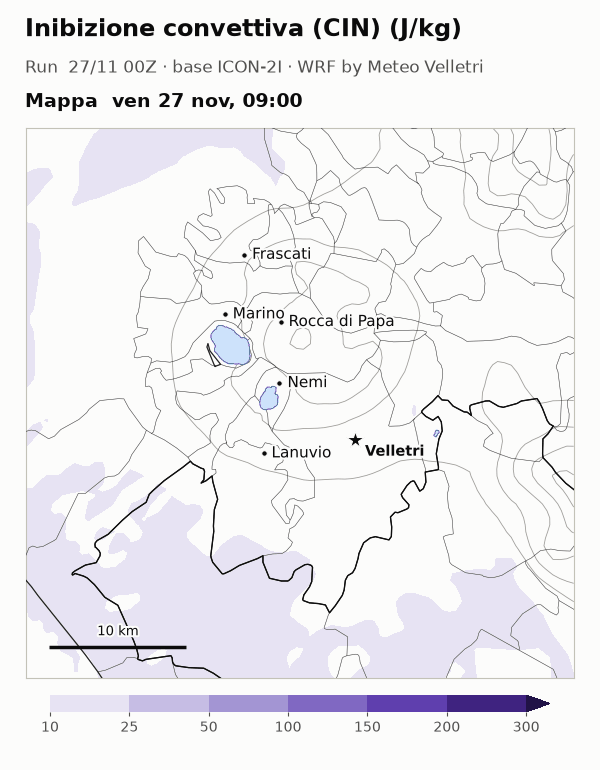 Inibizione convettiva (CIN) (J/kg)
Run  27/11 00Z · base ICON-2I · WRF by Meteo Velletri
Mappa  ven 27 nov, 09:00
Frascati
Marino
Rocca di Papa
Nemi
Velletri
Lanuvio
10 km
10 25 50 100 150 200 300